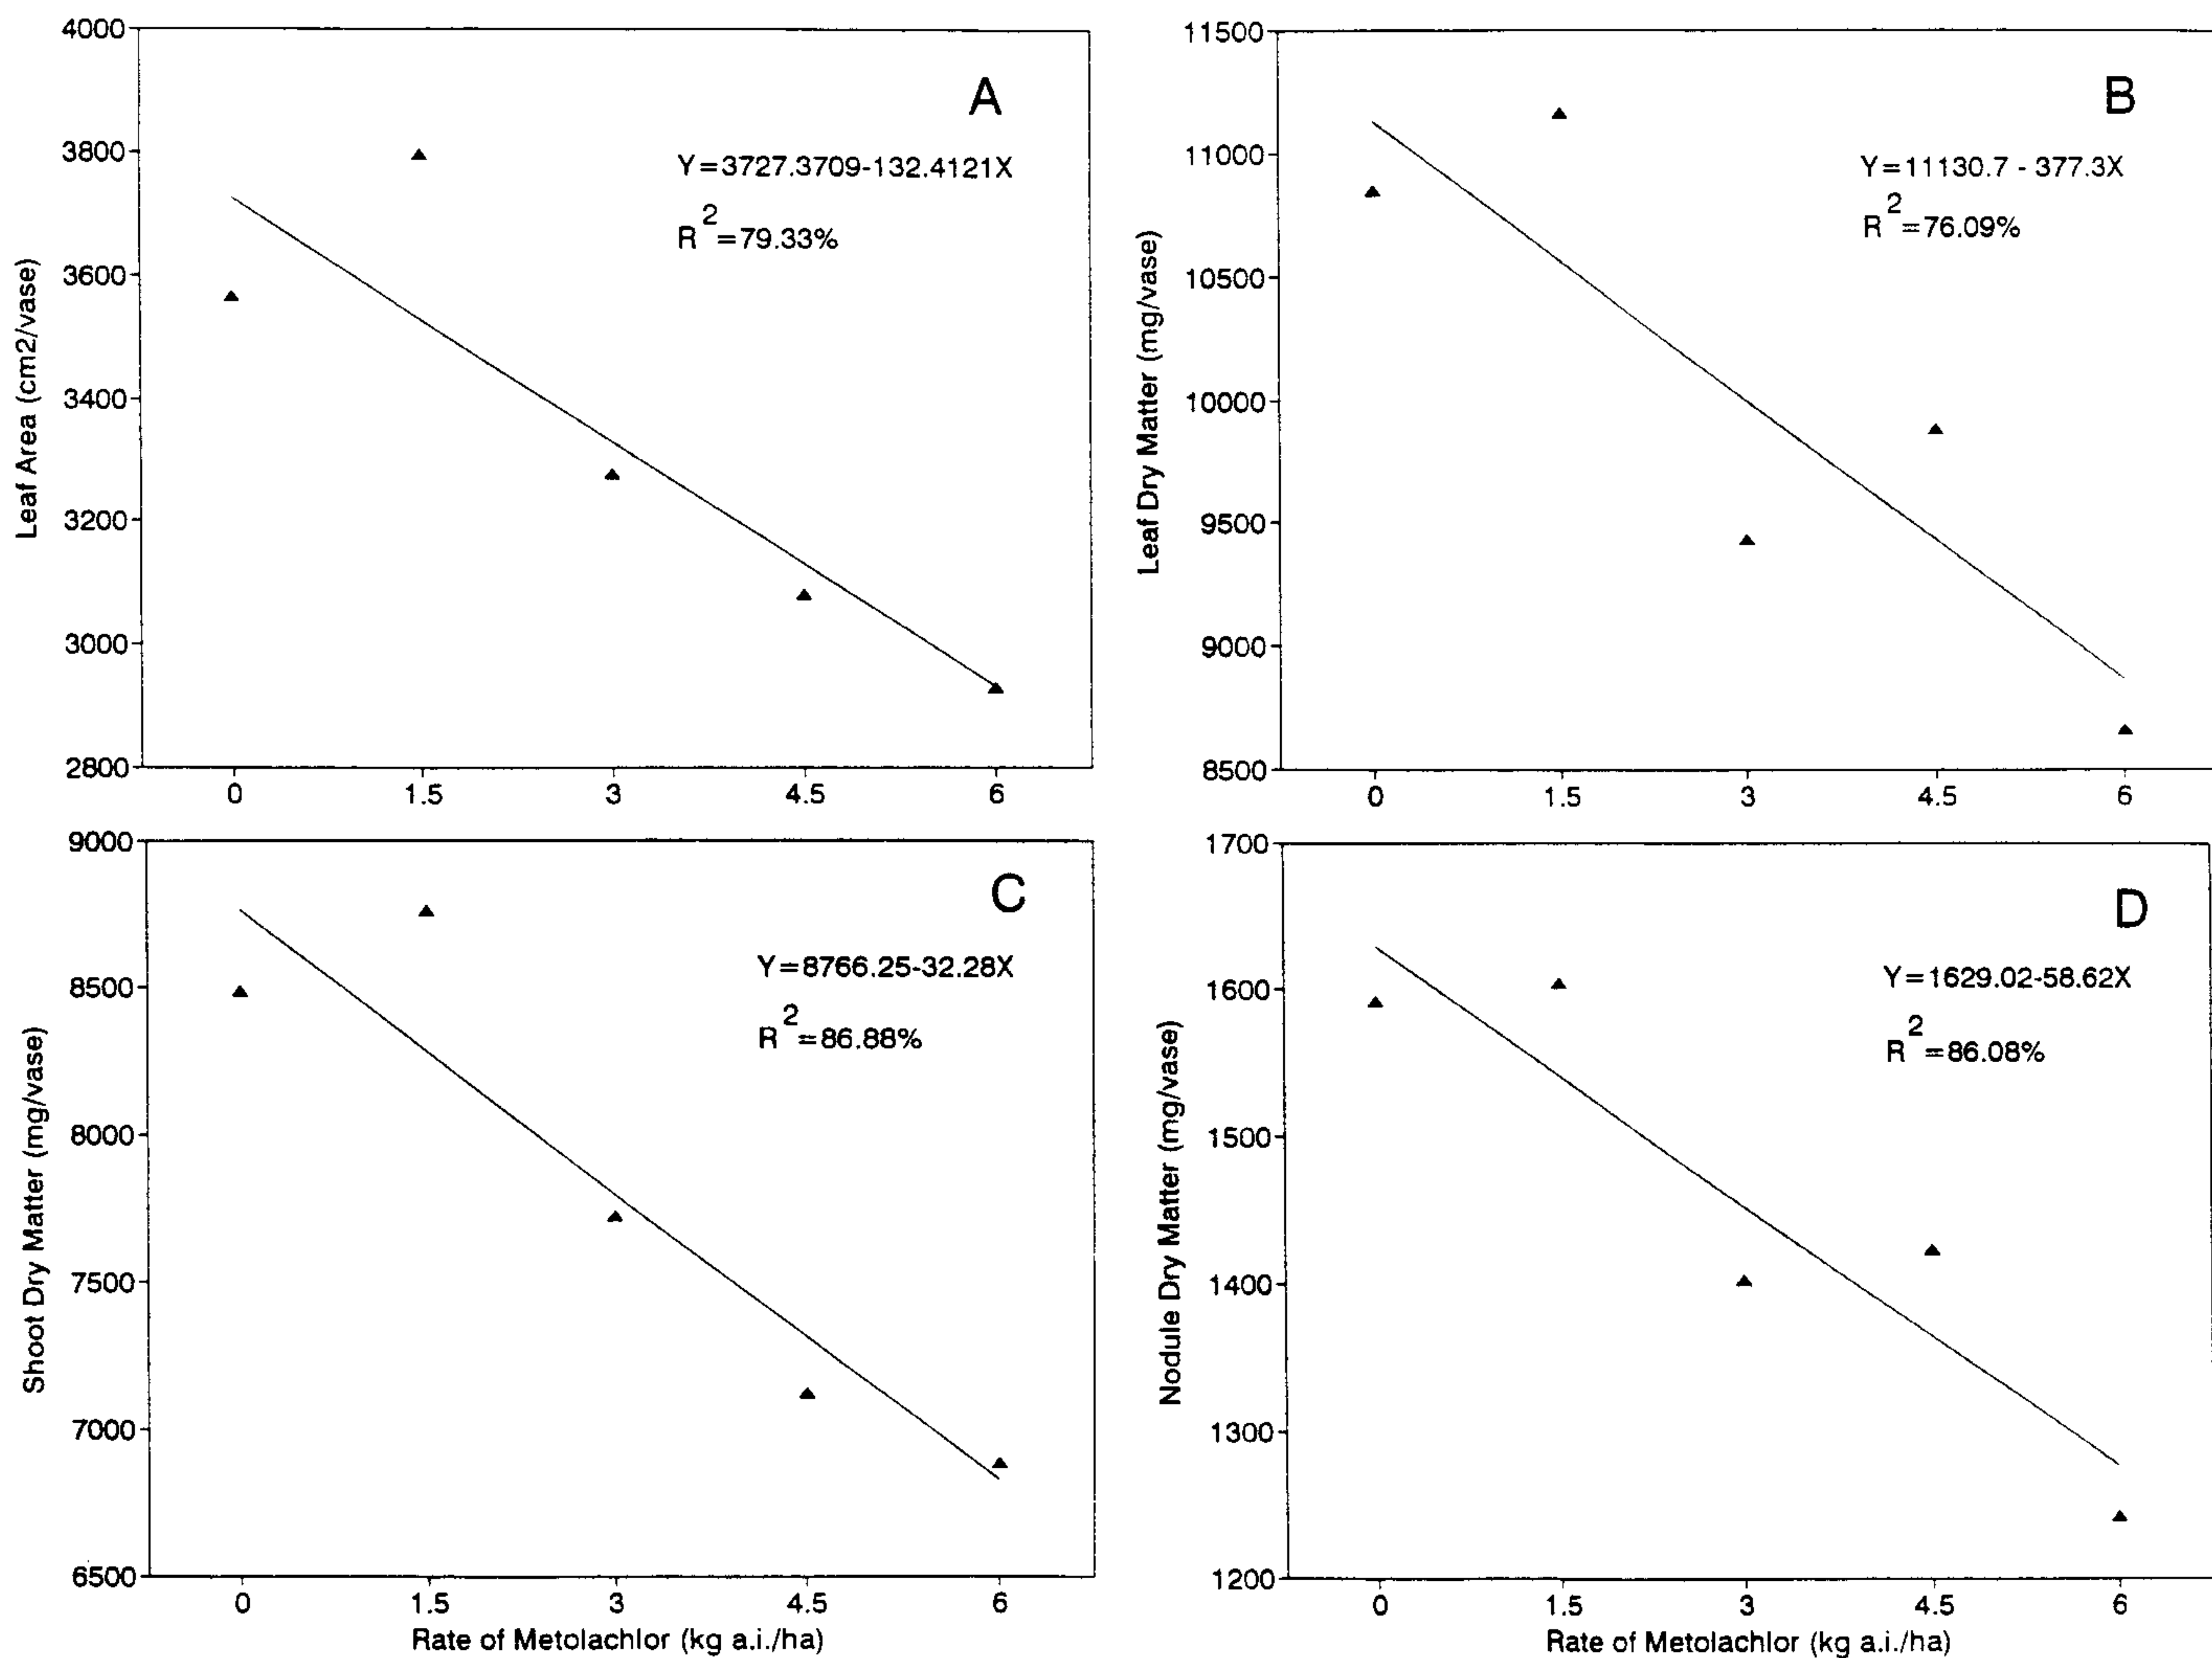 A
Y=3727.3709-132.4121X
R2=79.33%
Leaf Area (cm2/vase)
4000
3800
3600
3400
3200
3000
2800
0 1.5 3 4.5 6
B
Y=11130.7 - 377.3X
R2=76.09%
Leaf Dry Matter (mg/vase)
11500
11000
10500
10000
9500
9000
8500
0 1.5 3 4.5 6
C
Y=8766.25-32.28X
R2=86.88%
Shoot Dry Matter (mg/vase)
9000
8500
8000
7500
7000
6500
0 1.5 3 4.5 6
Rate of Metolachlor (kg a.i./ha)
D
Y=1629.02-58.62X
R2=86.08%
Nodule Dry Matter (mg/vase)
1700
1600
1500
1400
1300
1200
0 1.5 3 4.5 6
Rate of Metolachlor (kg a.i./ha)